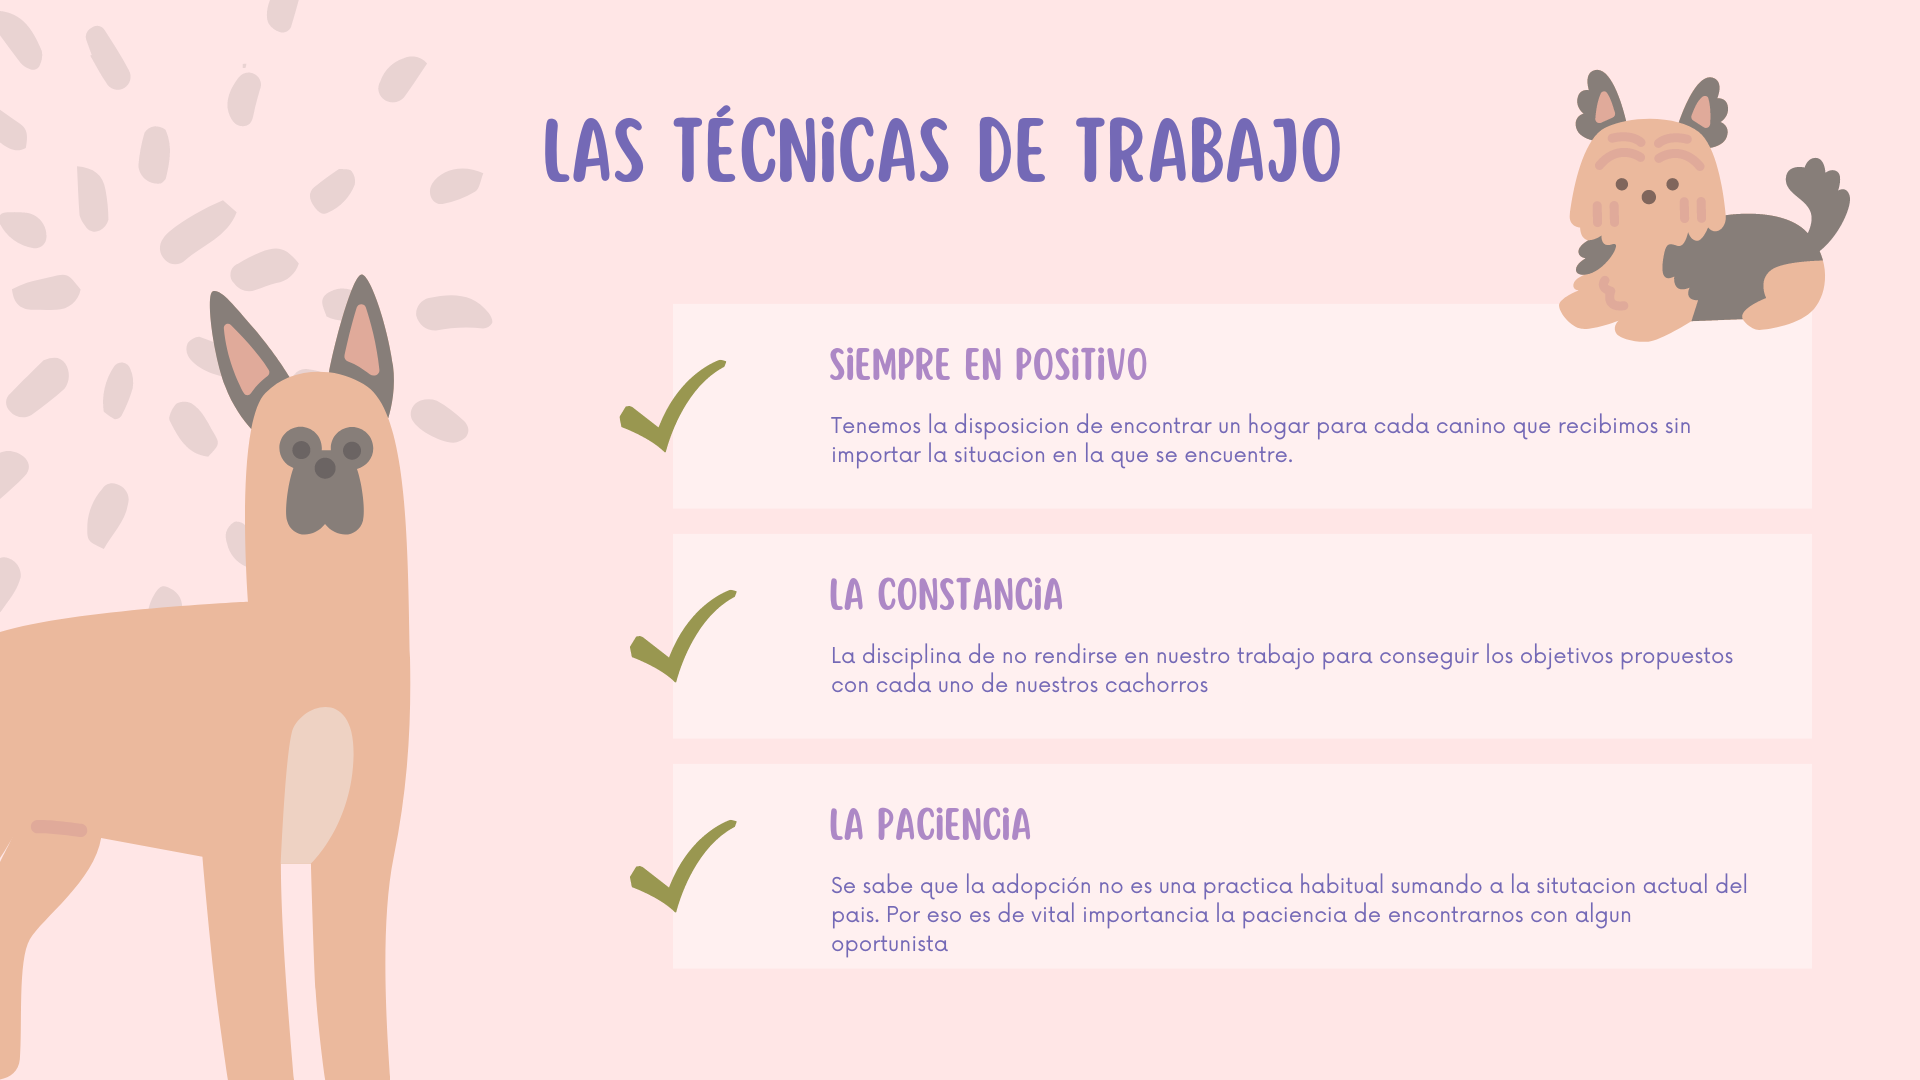 LAS TÉCNiCAS DE TRABAJO
SiEMPRE EN POSiTiVO
Tenemos la disposicion de encontrar un hogar para cada canino que recibimos sin
importar la situacion en la que se encuentre.
LA CONSTANCiA
La disciplina de no rendirse en nuestro trabajo para conseguir los objetivos propuestos
con cada uno de nuestros cachorros
LA PACiENCiA
Se sabe que la adopción no es una practica habitual sumando a la situtacion actual del
pais. Por eso es de vital importancia la paciencia de encontrarnos con algun
oportunista